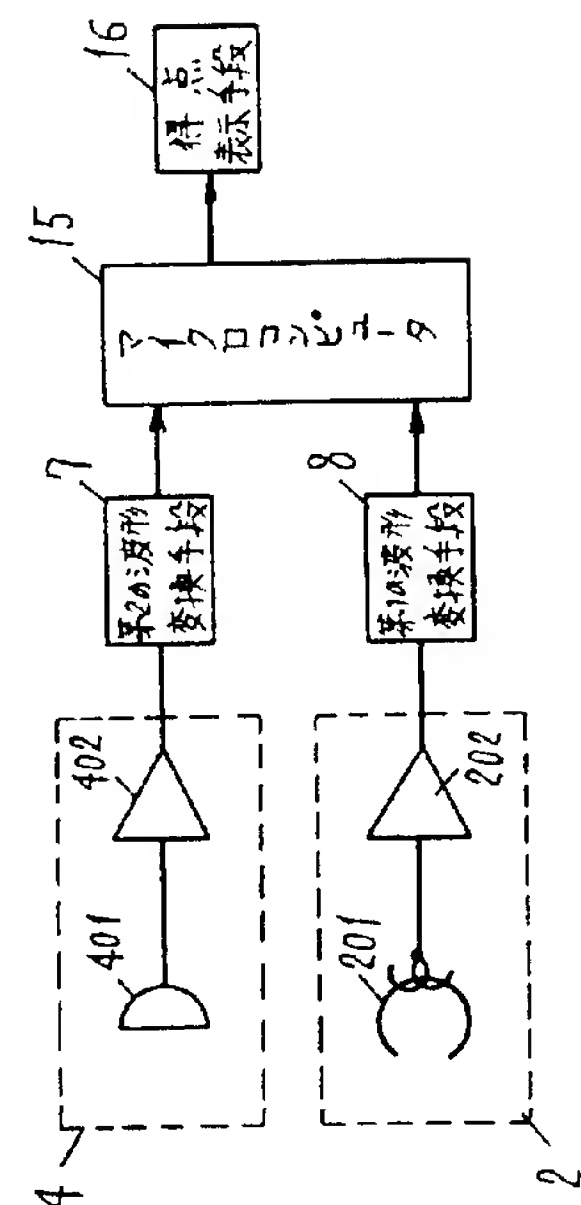 16
得点
表示手段
15
マイクロコンピュータ
7
第2の波形
変換手段
8
第1の波形
変換手段
402
401
4
202
201
2